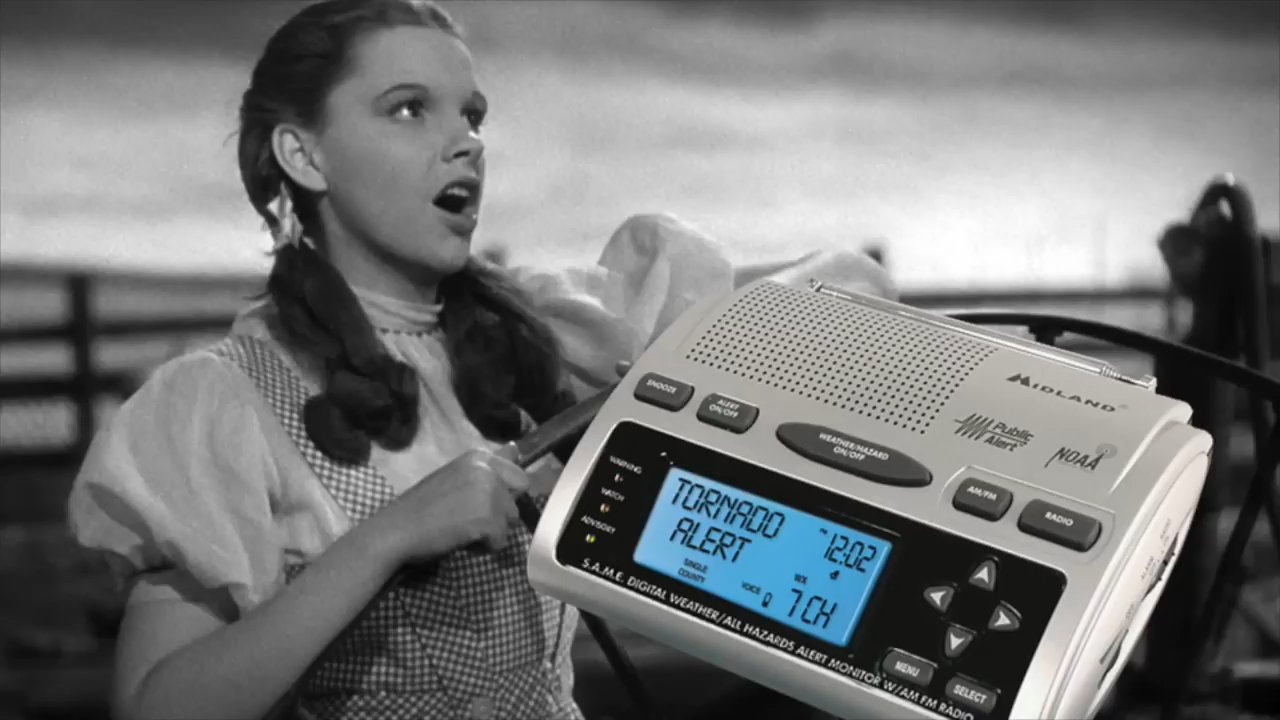 MIDLAND
Public
Alert
NOAA
SNOOZE
ALERT
ON/OFF
WEATHER/HAZARD
ON/OFF
AM/FM
RADIO
WARNING
WATCH
ADVISORY
TORNADO
ALERT
12:02
SINGLE
COUNTY
VOICE
WX
7CH
S.A.M.E. DIGITAL WEATHER/ALL HAZARDS ALERT MONITOR W/AM FM RADIO
MENU
SELECT